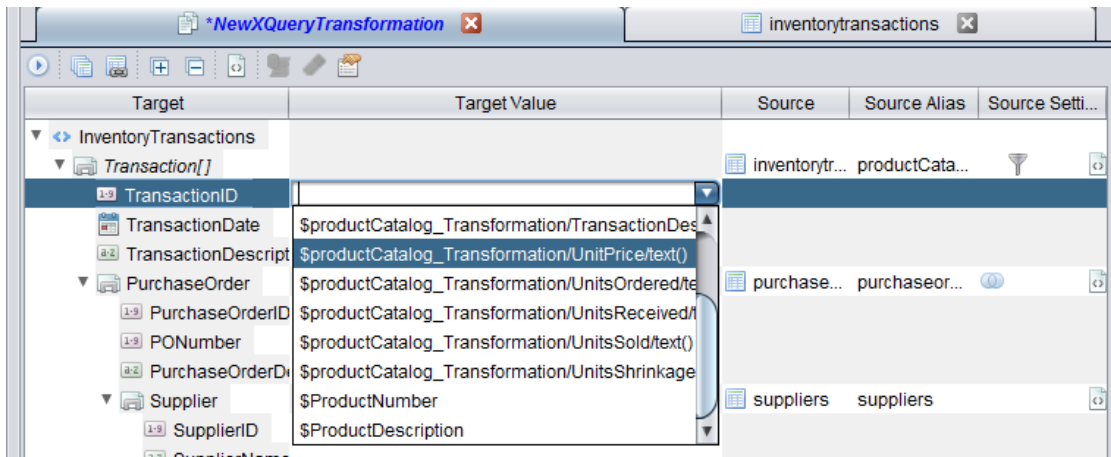 *NewXQueryTransformation inventorytransactions
Target Target Value Source Source Alias Source Setti...
InventoryTransactions
Transaction[] inventorytr... productCata...
TransactionID
TransactionDate $productCatalog_Transformation/TransactionDes
TransactionDescript $productCatalog_Transformation/UnitPrice/text()
PurchaseOrder $productCatalog_Transformation/UnitsOrdered/te purchase... purchaseor...
PurchaseOrderID $productCatalog_Transformation/UnitsReceived/t
PONumber $productCatalog_Transformation/UnitsSold/text()
PurchaseOrderDe $productCatalog_Transformation/UnitsShrinkage
Supplier $ProductNumber suppliers suppliers
SupplierID $ProductDescription